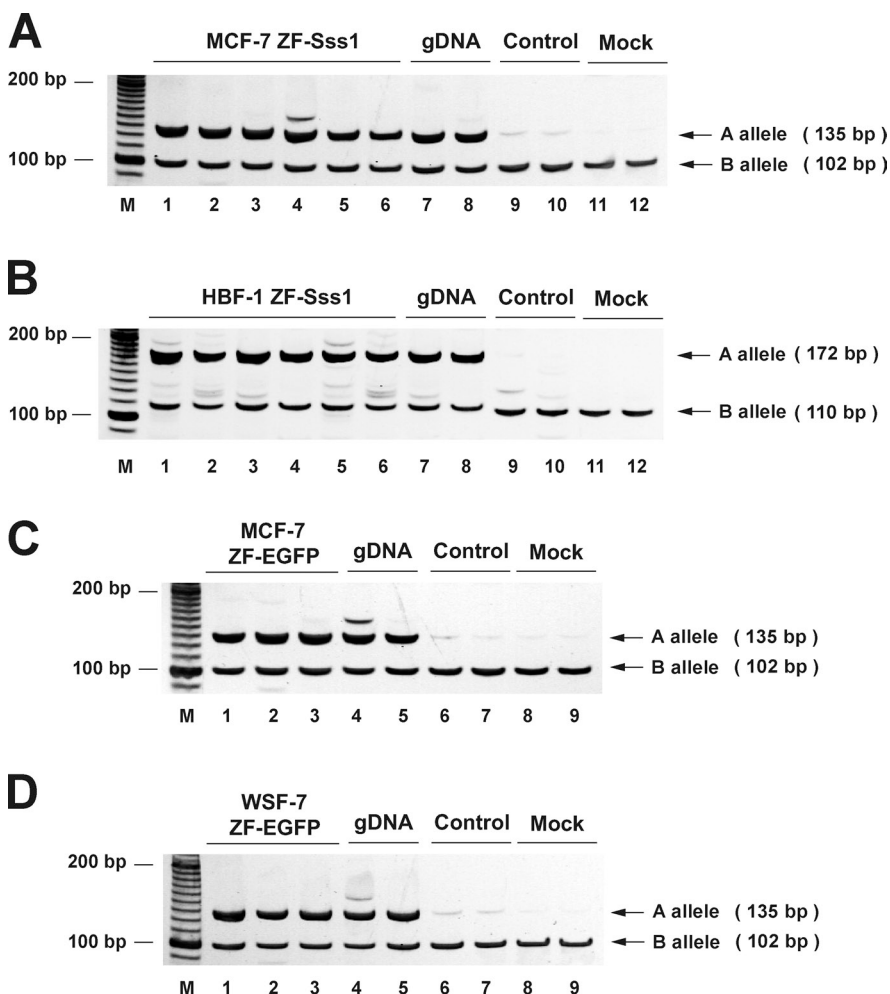 A
MCF-7 ZF-Sss1 gDNA Control Mock
200 bp
A allele ( 135 bp )
100 bp
B allele ( 102 bp )
M 1 2 3 4 5 6 7 8 9 10 11 12
B
HBF-1 ZF-Sss1 gDNA Control Mock
200 bp
A allele ( 172 bp )
100 bp
B allele ( 110 bp )
M 1 2 3 4 5 6 7 8 9 10 11 12
C
MCF-7
ZF-EGFP gDNA Control Mock
200 bp
A allele ( 135 bp )
100 bp
B allele ( 102 bp )
M 1 2 3 4 5 6 7 8 9
D
WSF-7
ZF-EGFP gDNA Control Mock
200 bp
A allele ( 135 bp )
100 bp
B allele ( 102 bp )
M 1 2 3 4 5 6 7 8 9